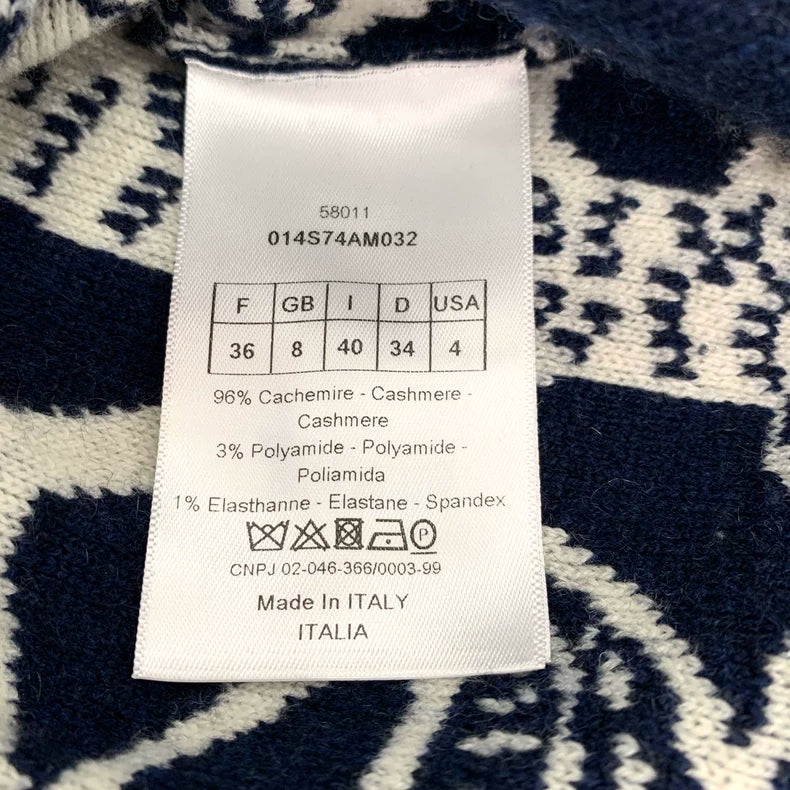 58011
014S74AM032
F GB I D USA
36 8 40 34 4
96% Cachemire - Cashmere -
Cashmere
3% Polyamide - Polyamide -
Poliamida
1% Elasthanne - Elastane - Spandex
P
CNPJ 02-046-366/0003-99
Made In ITALY
ITALIA